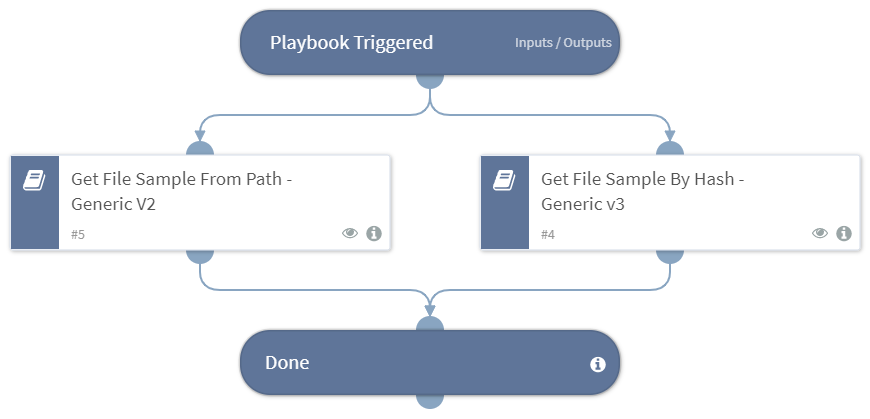 Playbook Triggered
Inputs / Outputs
Get File Sample From Path -
Generic V2
#5
Get File Sample By Hash -
Generic v3
#4
Done